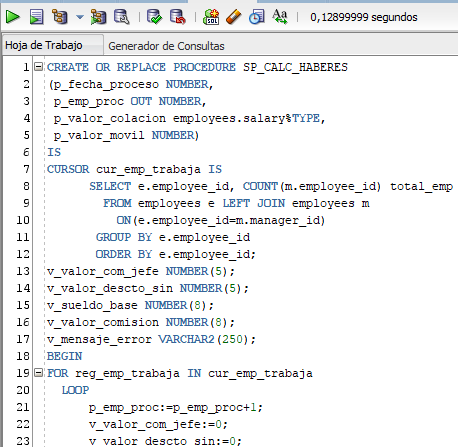 SQL
Aa
0,12899999 segundos
Hoja de Trabajo
Generador de Consultas
1 CREATE OR REPLACE PROCEDURE SP_CALC_HABERES
2 (p_fecha_proceso NUMBER,
3 p_emp_proc OUT NUMBER,
4 p_valor_colacion employees.salary%TYPE,
5 p_valor_movil NUMBER)
6 IS
7 CURSOR cur_emp_trabaja IS
8 SELECT e.employee_id, COUNT(m.employee_id) total_emp
9 FROM employees e LEFT JOIN employees m
10 ON(e.employee_id=m.manager_id)
11 GROUP BY e.employee_id
12 ORDER BY e.employee_id;
13 v_valor_com_jefe NUMBER(5);
14 v_valor_descto_sin NUMBER(5);
15 v_sueldo_base NUMBER(8);
16 v_valor_comision NUMBER(8);
17 v_mensaje_error VARCHAR2(250);
18 BEGIN
19 FOR reg_emp_trabaja IN cur_emp_trabaja
20 LOOP
21 p_emp_proc:=p_emp_proc+1;
22 v_valor_com_jefe:=0;
23 v_valor_descto_sin:=0;